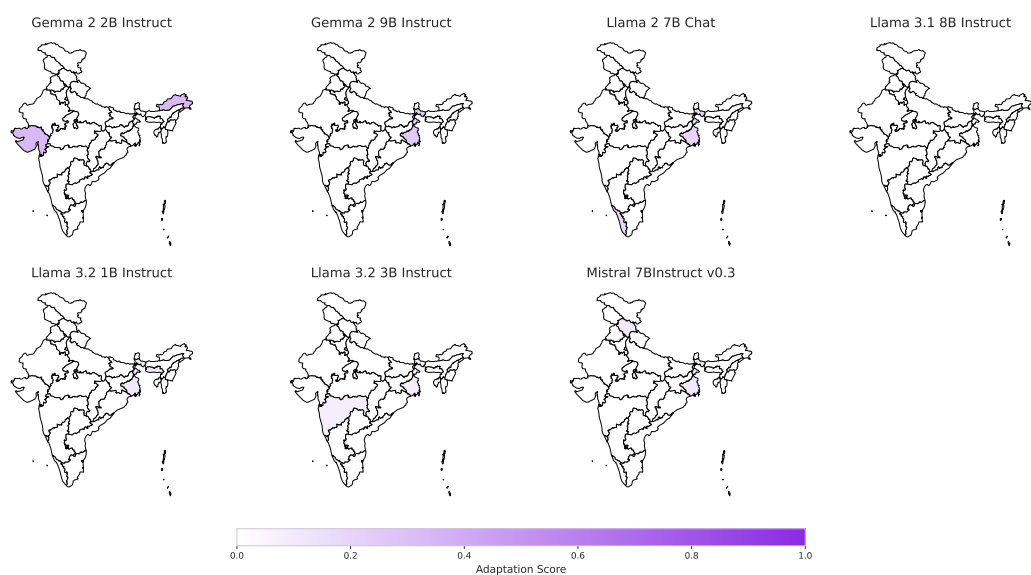 Gemma 2 2B Instruct
Gemma 2 9B Instruct
Llama 2 7B Chat
Llama 3.1 8B Instruct
Llama 3.2 1B Instruct
Llama 3.2 3B Instruct
Mistral 7BInstruct v0.3
0.0 0.2 0.4 0.6 0.8 1.0
Adaptation Score